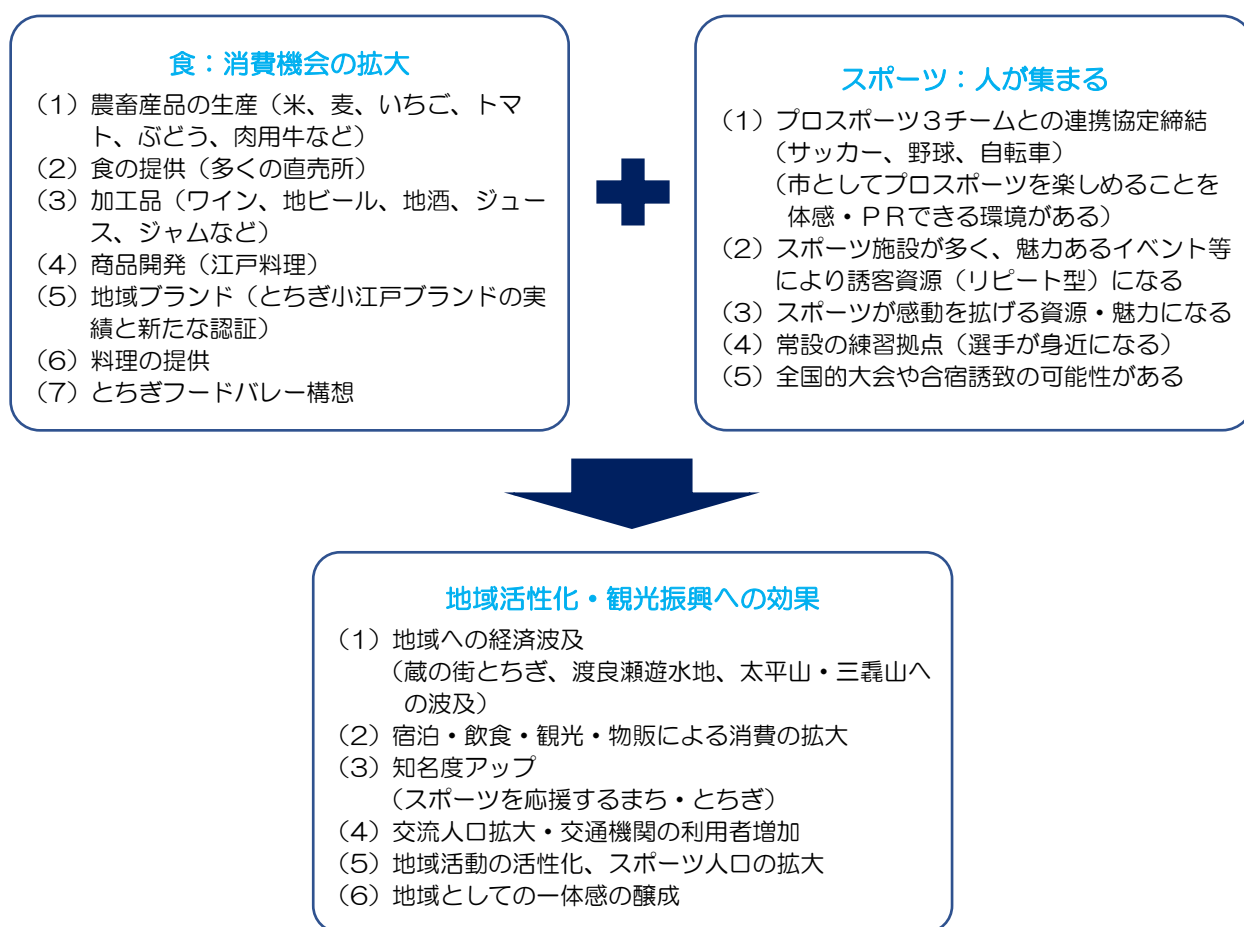 食：消費機会の拡大
（1）農畜産品の生産（米、麦、いちご、トマ
ト、ぶどう、肉用牛など）
（2）食の提供（多くの直売所）
（3）加工品（ワイン、地ビール、地酒、ジュー
ス、ジャムなど）
（4）商品開発（江戸料理）
（5）地域ブランド（とちぎ小江戸ブランドの実
績と新たな認証）
（6）料理の提供
（7）とちぎフードバレー構想
スポーツ：人が集まる
（1）プロスポーツ３チームとの連携協定締結
（サッカー、野球、自転車）
（市としてプロスポーツを楽しめることを
体感・ＰＲできる環境がある）
（2）スポーツ施設が多く、魅力あるイベント等
により誘客資源（リピート型）になる
（3）スポーツが感動を拡げる資源・魅力になる
（4）常設の練習拠点（選手が身近になる）
（5）全国的大会や合宿誘致の可能性がある
地域活性化・観光振興への効果
（1）地域への経済波及
（蔵の街とちぎ、渡良瀬遊水地、太平山・三毳山へ
の波及）
（2）宿泊・飲食・観光・物販による消費の拡大
（3）知名度アップ
（スポーツを応援するまち・とちぎ）
（4）交流人口拡大・交通機関の利用者増加
（5）地域活動の活性化、スポーツ人口の拡大
（6）地域としての一体感の醸成